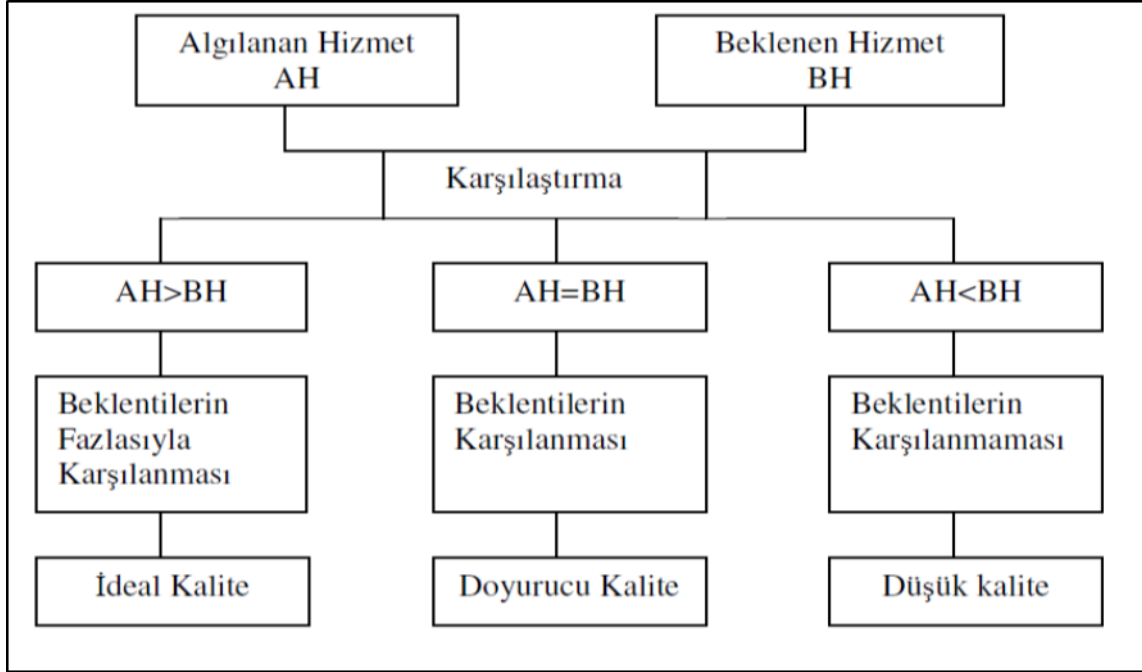 Algılanan Hizmet
AH
Beklenen Hizmet
BH
Karşılaştırma
AH>BH
AH=BH
AH<BH
Beklentilerin
Fazlasıyla
Karşılanması
Beklentilerin
Karşılanması
Beklentilerin
Karşılanmaması
İdeal Kalite
Doyurucu Kalite
Düşük kalite